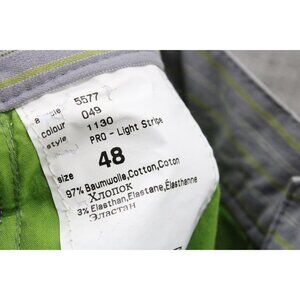 5577
colour 049
style 1130
PRO - Light Stripe
size 48
97% Baumwolle, Cotton, Coton
Хлопок
3% Elasthan, Elastane, Elasthanne
Эластан